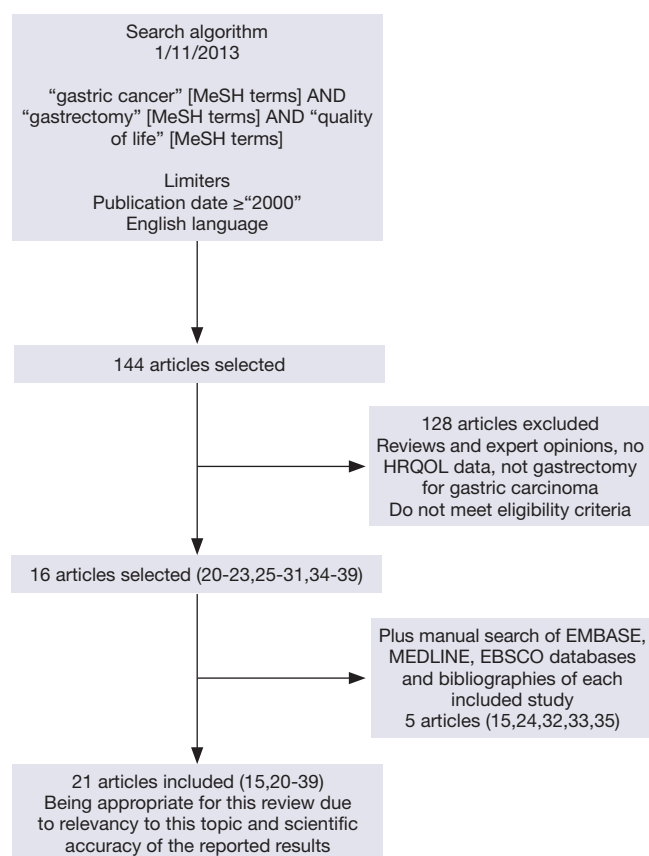 Search algorithm
1/11/2013
“gastric cancer” [MeSH terms] AND
“gastrectomy” [MeSH terms] AND “quality
of life” [MeSH terms]
Limiters
Publication date ≥“2000”
English language
144 articles selected
128 articles excluded
Reviews and expert opinions, no
HRQOL data, not gastrectomy
for gastric carcinoma
Do not meet eligibility criteria
16 articles selected (20-23,25-31,34-39)
Plus manual search of EMBASE,
MEDLINE, EBSCO databases
and bibliographies of each
included study
5 articles (15,24,32,33,35)
21 articles included (15,20-39)
Being appropriate for this review due
to relevancy to this topic and scientific
accuracy of the reported results